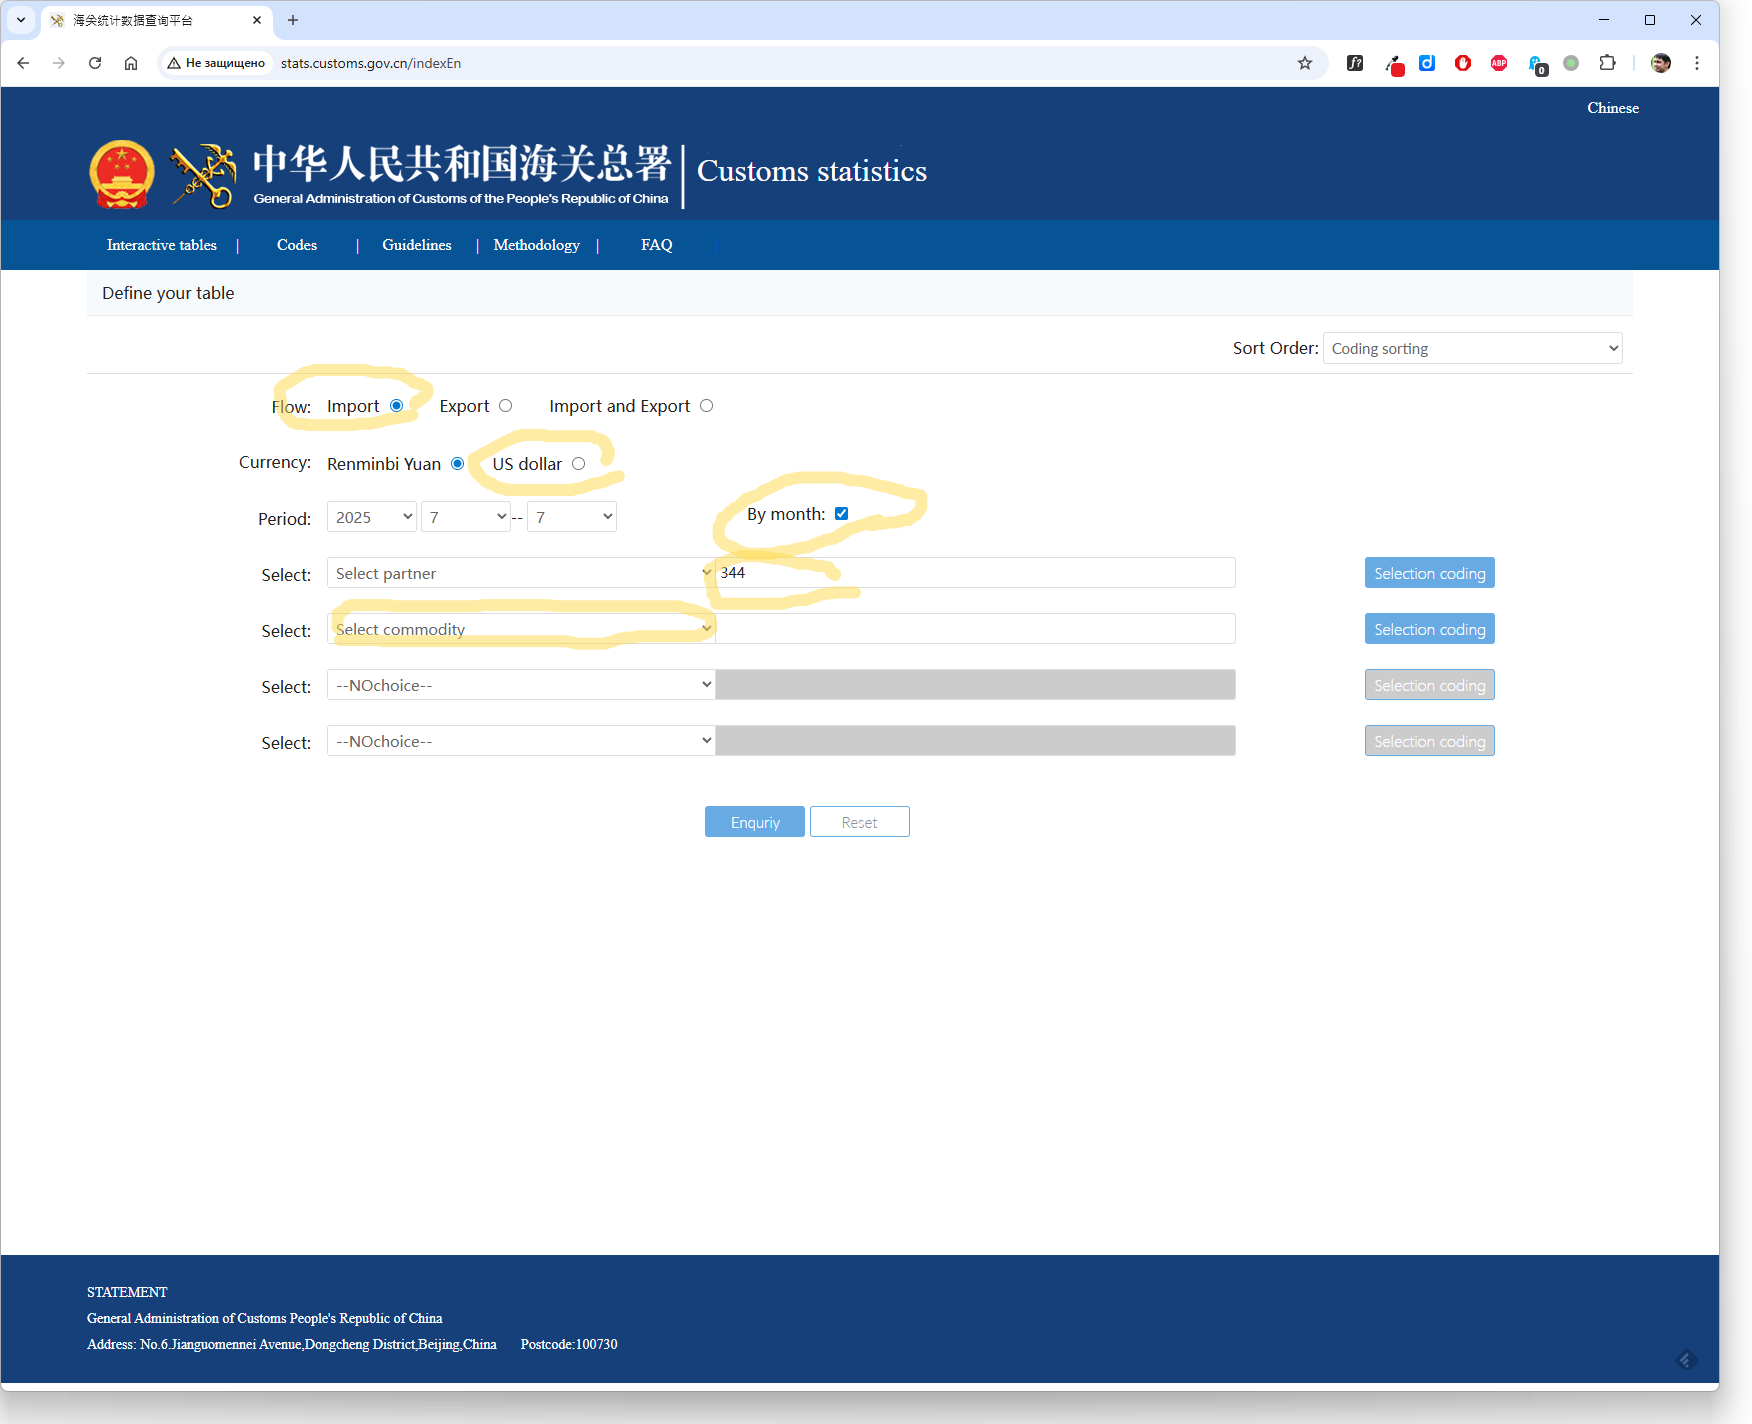 海关统计数据查询平台
Не защищено
stats.customs.gov.cn/indexEn
f?
d
ABP
0
Chinese
中华人民共和国海关总署
General Administration of Customs of the People's Republic of China
Customs statistics
Interactive tables | Codes | Guidelines | Methodology | FAQ
Define your table
Sort Order: Coding sorting
Flow: Import Export Import and Export
Currency: Renminbi Yuan US dollar
Period: 2025 7 -- 7 By month:
Select: Select partner 344 Selection coding
Select: Select commodity Selection coding
Select: --NOchoice-- Selection coding
Select: --NOchoice-- Selection coding
Enquriy Reset
STATEMENT
General Administration of Customs People's Republic of China
Address: No.6.Jianguomennei Avenue,Dongcheng District,Beijing,China Postcode:100730